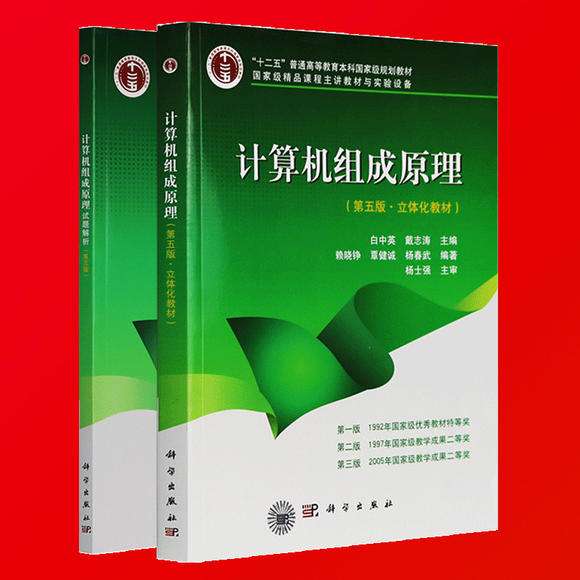 计算机组成原理试题解析(第五版)
科学出版社
计算机组成原理(第五版·立体化教材)
科学出版社
“十二五”普通高等教育本科国家级规划教材
国家级精品课程主讲教材与实验设备
计算机组成原理
(第五版·立体化教材)
白中英 戴志涛 主编
赖晓铮 覃健诚 杨春武 编著
杨士强 主审
第一版 1992年国家级优秀教材特等奖
第二版 1997年国家级教学成果二等奖
第三版 2005年国家级教学成果二等奖
科学出版社